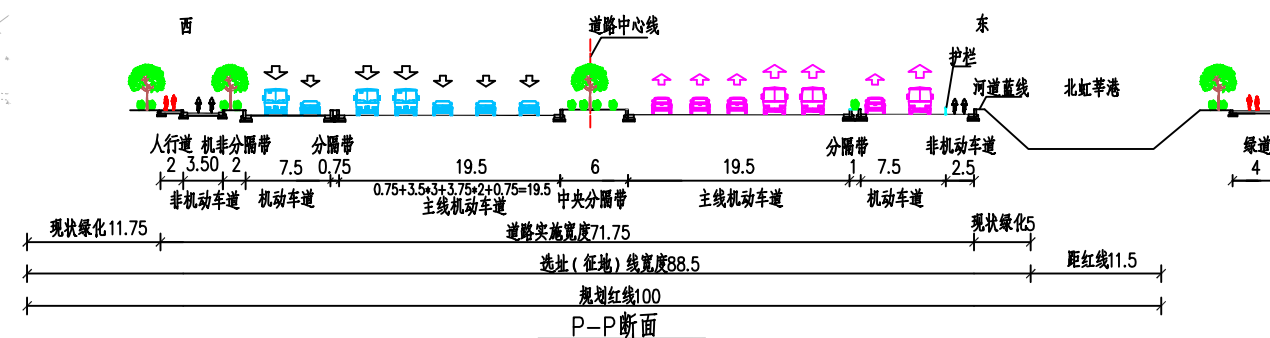 西
道路中心线
东
护栏
河道蓝线
北虹莘港
人行道
机非分隔带
分隔带
分隔带
非机动车道
绿道
2
3.50
2
7.5
0.75
19.5
6
19.5
1
7.5
2.5
4
0.75+3.5*3+3.75*2+0.75=19.5
非机动车道
机动车道
主线机动车道
中央分隔带
主线机动车道
机动车道
现状绿化11.75
道路实施宽度71.75
现状绿化5
选址(征地)线宽度88.5
距红线11.5
规划红线100
P-P断面